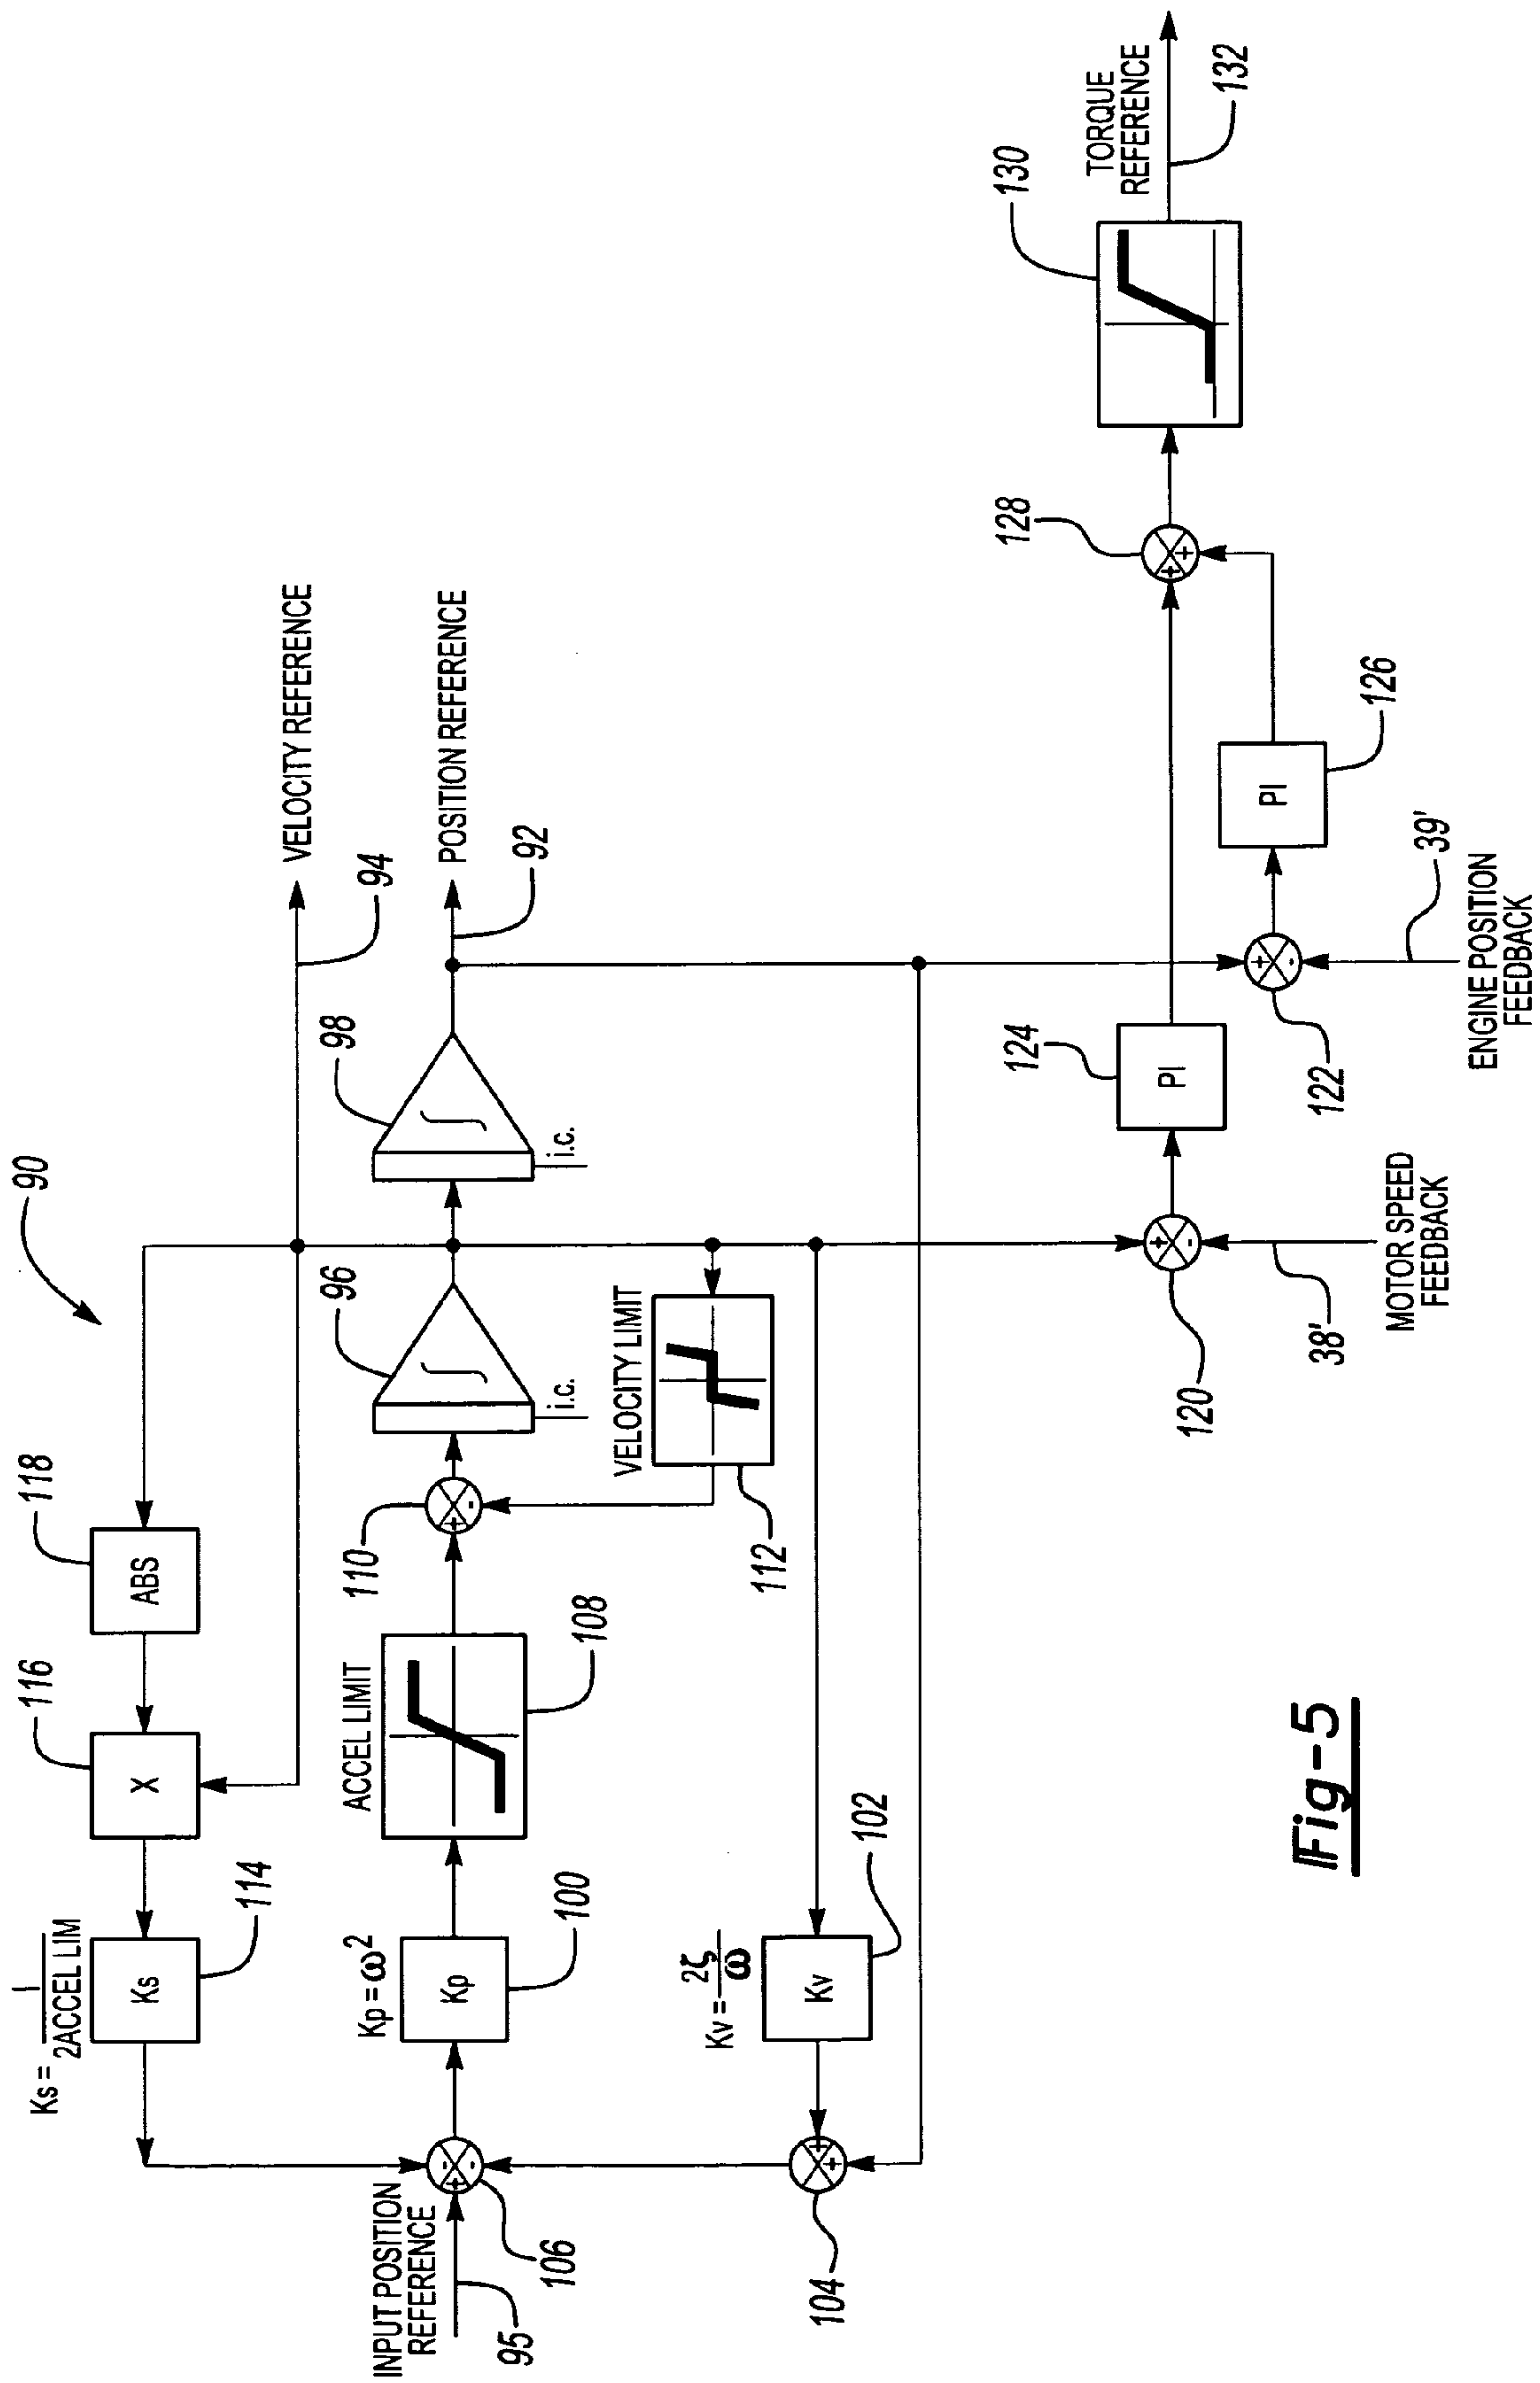 90
Ks = 1
2ACCEL LIM
Ks
114
X
116
ABS
118
VELOCITY REFERENCE
94
INPUT POSITION
REFERENCE
95
+
-
-
106
Kp = ω²
Kp
100
ACCEL LIMIT
108
110
+
-
96
∫
i.c.
98
∫
i.c.
POSITION REFERENCE
92
VELOCITY LIMIT
112
Kv = 2ζ
ω
Kv
102
+
+
104
120
+
-
MOTOR SPEED
FEEDBACK
38'
124
PI
122
+
-
ENGINE POSITION
FEEDBACK
39'
PI
126
128
+
+
130
TORQUE
REFERENCE
132
Fig-5